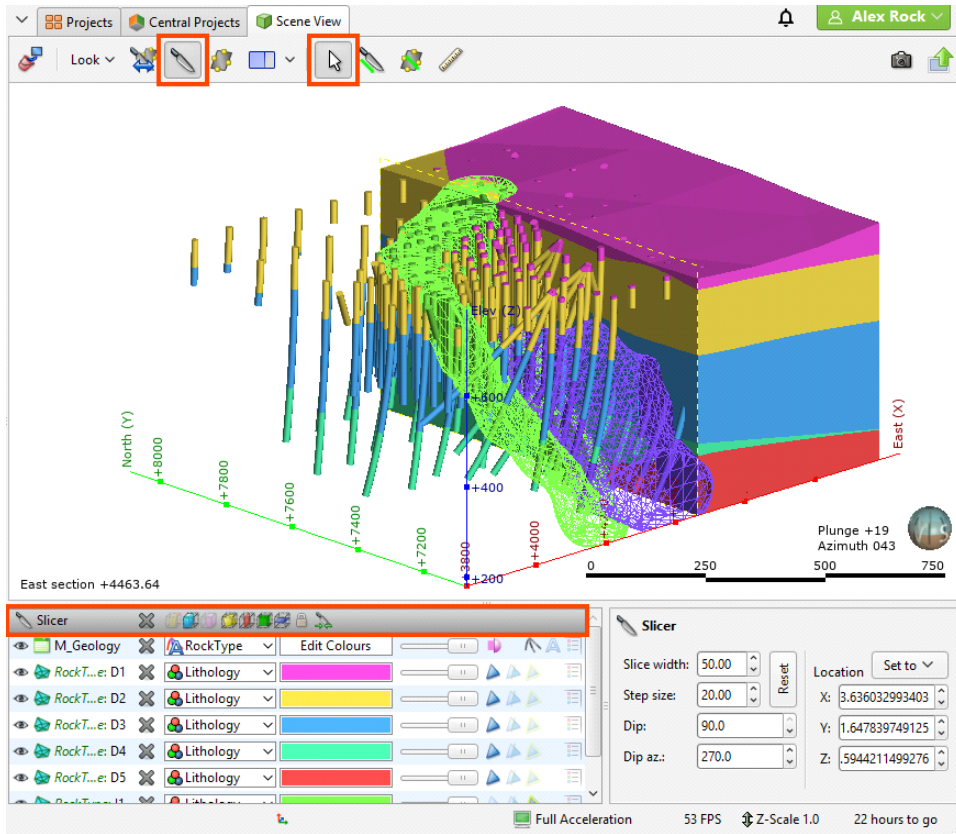 Projects
Central Projects
Scene View
Alex Rock
Look
Elev (Z)
+600
+400
+200
North (Y)
+8000
+7800
+7600
+7400
+7200
3800
+4000
East (X)
Plunge +19
Azimuth 043
0 250 500 750
East section +4463.64
Slicer
M_Geology RockType Edit Colours
RockT...e: D1 Lithology
RockT...e: D2 Lithology
RockT...e: D3 Lithology
RockT...e: D4 Lithology
RockT...e: D5 Lithology
Slicer
Slice width: 50.00
Step size: 20.00
Dip: 90.0
Dip az.: 270.0
Reset
Location Set to
X: 3.636032993403
Y: 1.647839749125
Z: .5944211499276
Full Acceleration 53 FPS Z-Scale 1.0 22 hours to go